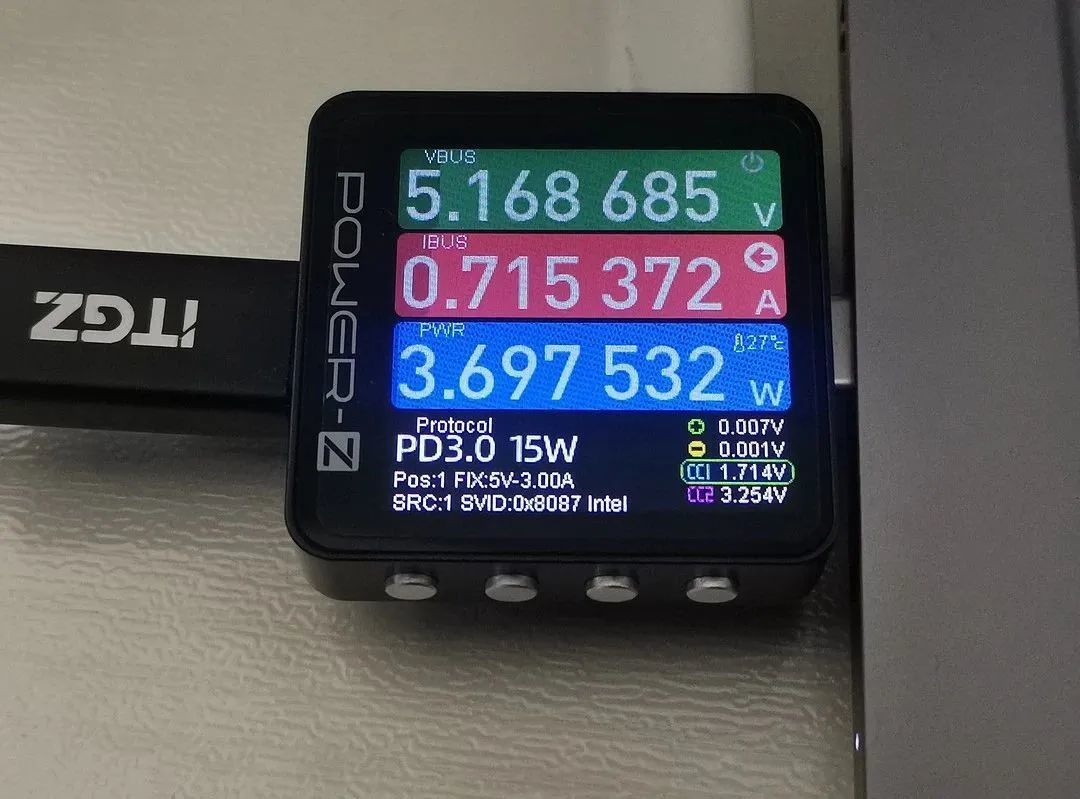 ITGZ
POWER-Z
VBUS
5.168 685 V
IBUS
0.715 372 A
PWR
27°C
3.697 532 W
Protocol
PD3.0 15W
Pos:1 FIX:5V-3.00A
SRC:1 SVID:0x8087 Intel
0.007V
0.001V
CC1 1.714V
CC2 3.254V